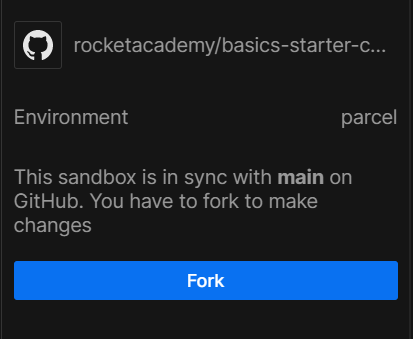 rocketacademy/basics-starter-c...
Environment parcel
This sandbox is in sync with main on
GitHub. You have to fork to make
changes
Fork